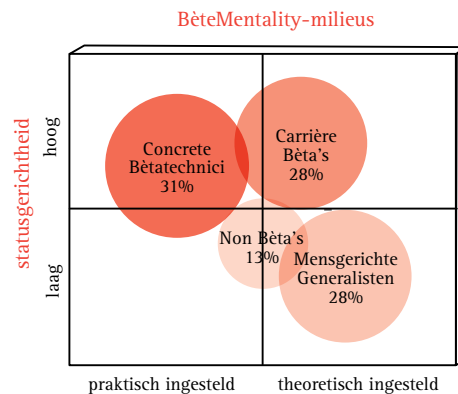 BèteMentality-milieus
statusgerichtheid
hoog
laag
Concrete
Bètatechnici
31%
Carrière
Bèta's
28%
Non Bèta's
13%
Mensgerichte
Generalisten
28%
praktisch ingesteld
theoretisch ingesteld